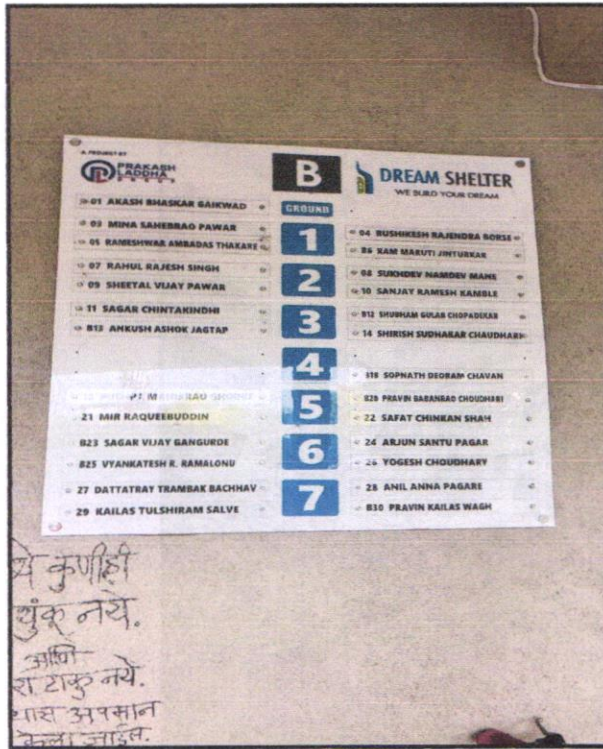 A PROJECT BY
PRAKASH
LADDHA
B
DREAM SHELTER
WE BUILD YOUR DREAM
GROUND
01 AKASH BHASKAR GAIKWAD
1
03 MINA SAHEBRAO PAWAR
04 RUSHIKESH RAJENDRA BORSE
05 RAMESHWAR AMBADAS THAKARE
RAM MARUTI JINTURKAR
2
07 RAHUL RAJESH SINGH
08 SUKHDEV NAMDEV MANE
09 SHEETAL VIJAY PAWAR
10 SANJAY RAMESH KAMBLE
3
11 SAGAR CHINTAKINDHI
B12 SHUBHAM GULAB CHOPADEKAR
B13 ANKUSH ASHOK JAGTAP
14 SHIRISH SUDHAKAR CHAUDHARI
4
B18 SOPNATH DEORAM CHAVAN
5
B20 PRAVIN BABANRAO CHOUDHARI
21 MIR RAQUEEBUDDIN
22 SAFAT CHINKAN SHAH
6
B23 SAGAR VIJAY GANGURDE
24 ARJUN SANTU PAGAR
B25 VYANKATESH R. RAMALONU
26 YOGESH CHOUDHARY
7
27 DATTATRAY TRAMBAK BACHHAV
28 ANIL ANNA PAGARE
29 KAILAS TULSHIRAM SALVE
B30 PRAVIN KAILAS WAGH
थे कुणीही
थुंकू नये.
आणि
रा टाकु नये.
यास अपमान
केला जाईल.